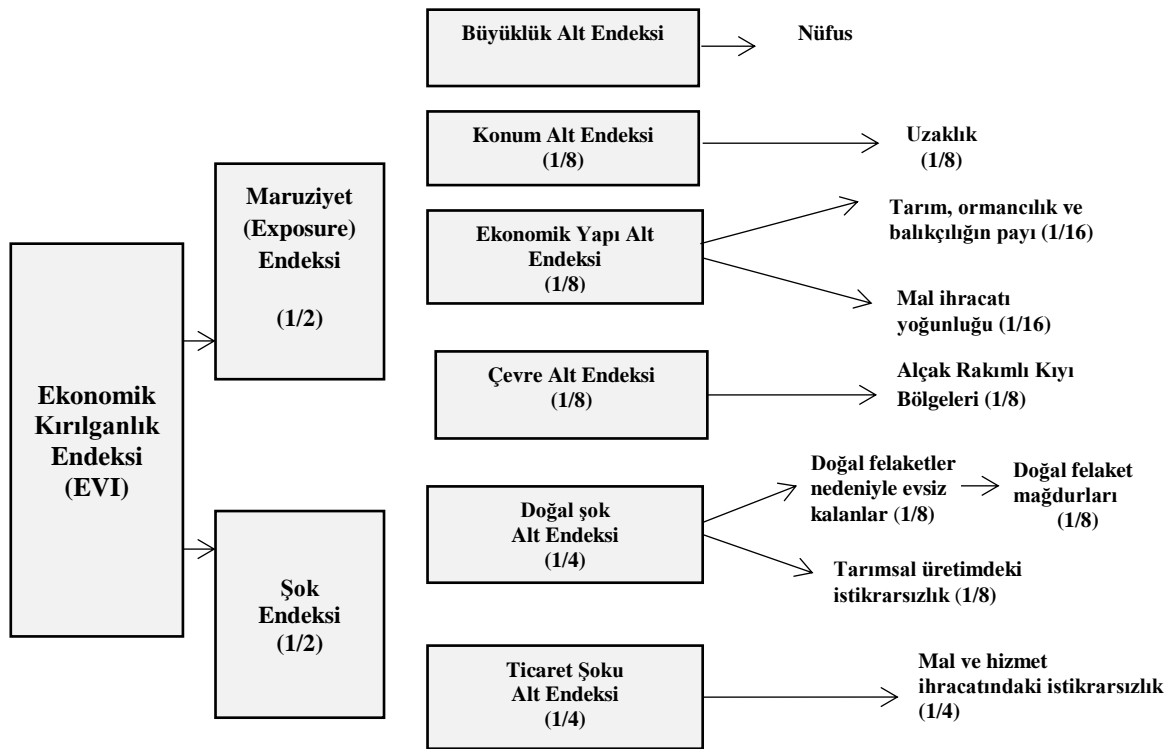 Ekonomik
Kırılganlık
Endeksi
(EVI)
Maruziyet
(Exposure)
Endeksi
(1/2)
Şok
Endeksi
(1/2)
Büyüklük Alt Endeksi
Nüfus
Konum Alt Endeksi
(1/8)
Uzaklık
(1/8)
Ekonomik Yapı Alt
Endeksi
(1/8)
Tarım, ormancılık ve
balıkçılığın payı (1/16)
Mal ihracatı
yoğunluğu (1/16)
Çevre Alt Endeksi
(1/8)
Alçak Rakımlı Kıyı
Bölgeleri (1/8)
Doğal şok
Alt Endeksi
(1/4)
Doğal felaketler
nedeniyle evsiz
kalanlar (1/8)
Doğal felaket
mağdurları
(1/8)
Tarımsal üretimdeki
istikrarsızlık (1/8)
Ticaret Şoku
Alt Endeksi
(1/4)
Mal ve hizmet
ihracatındaki istikrarsızlık
(1/4)